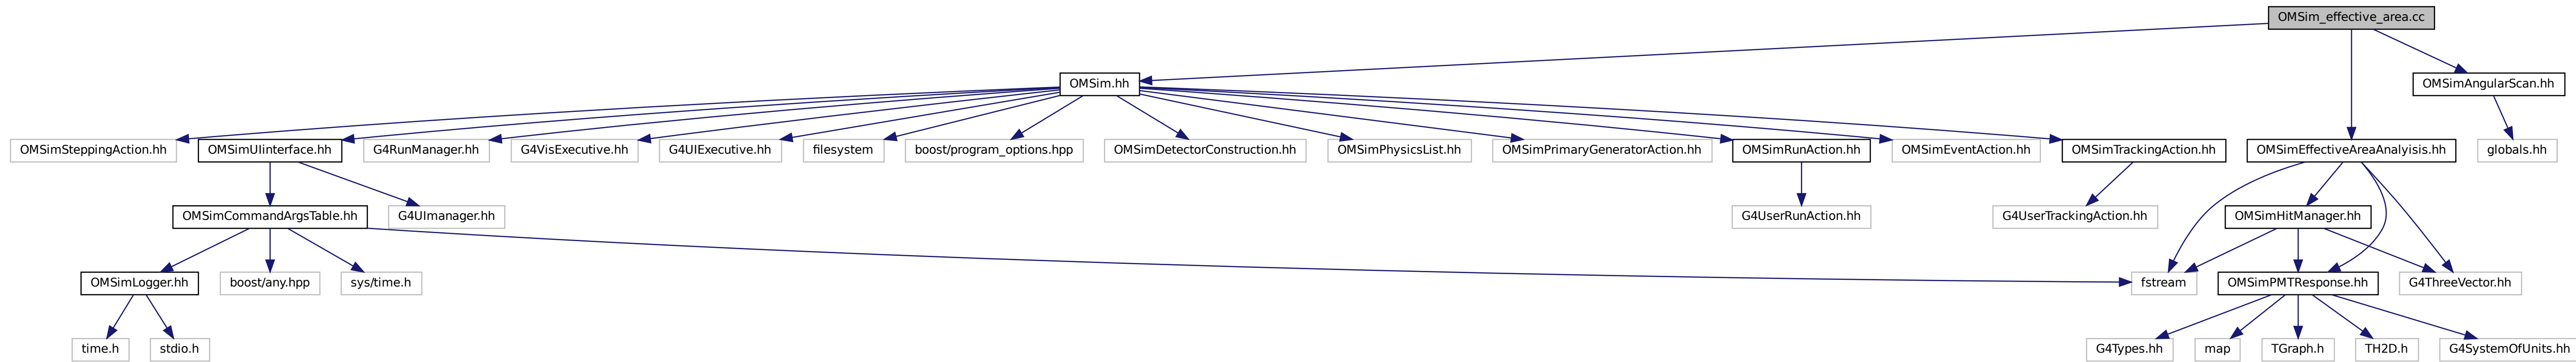 OMSim_effective_area.cc
OMSim.hh
OMSimAngularScan.hh
OMSimSteppingAction.hh
OMSimUIinterface.hh
G4RunManager.hh
G4VisExecutive.hh
G4UIExecutive.hh
filesystem
boost/program_options.hpp
OMSimDetectorConstruction.hh
OMSimPhysicsList.hh
OMSimPrimaryGeneratorAction.hh
OMSimRunAction.hh
OMSimEventAction.hh
OMSimTrackingAction.hh
OMSimEffectiveAreaAnalyisis.hh
globals.hh
OMSimCommandArgsTable.hh
G4UImanager.hh
G4UserRunAction.hh
G4UserTrackingAction.hh
OMSimHitManager.hh
OMSimLogger.hh
boost/any.hpp
sys/time.h
fstream
OMSimPMTResponse.hh
G4ThreeVector.hh
time.h
stdio.h
G4Types.hh
map
TGraph.h
TH2D.h
G4SystemOfUnits.hh